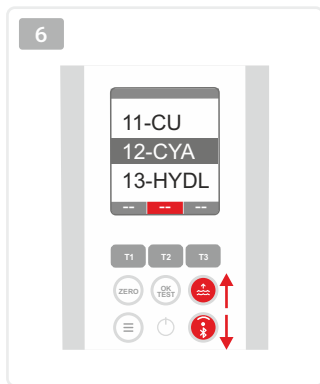 6
11-CU
12-CYA
13-HYDL
-- -- --
T1 T2 T3
ZERO OK TEST